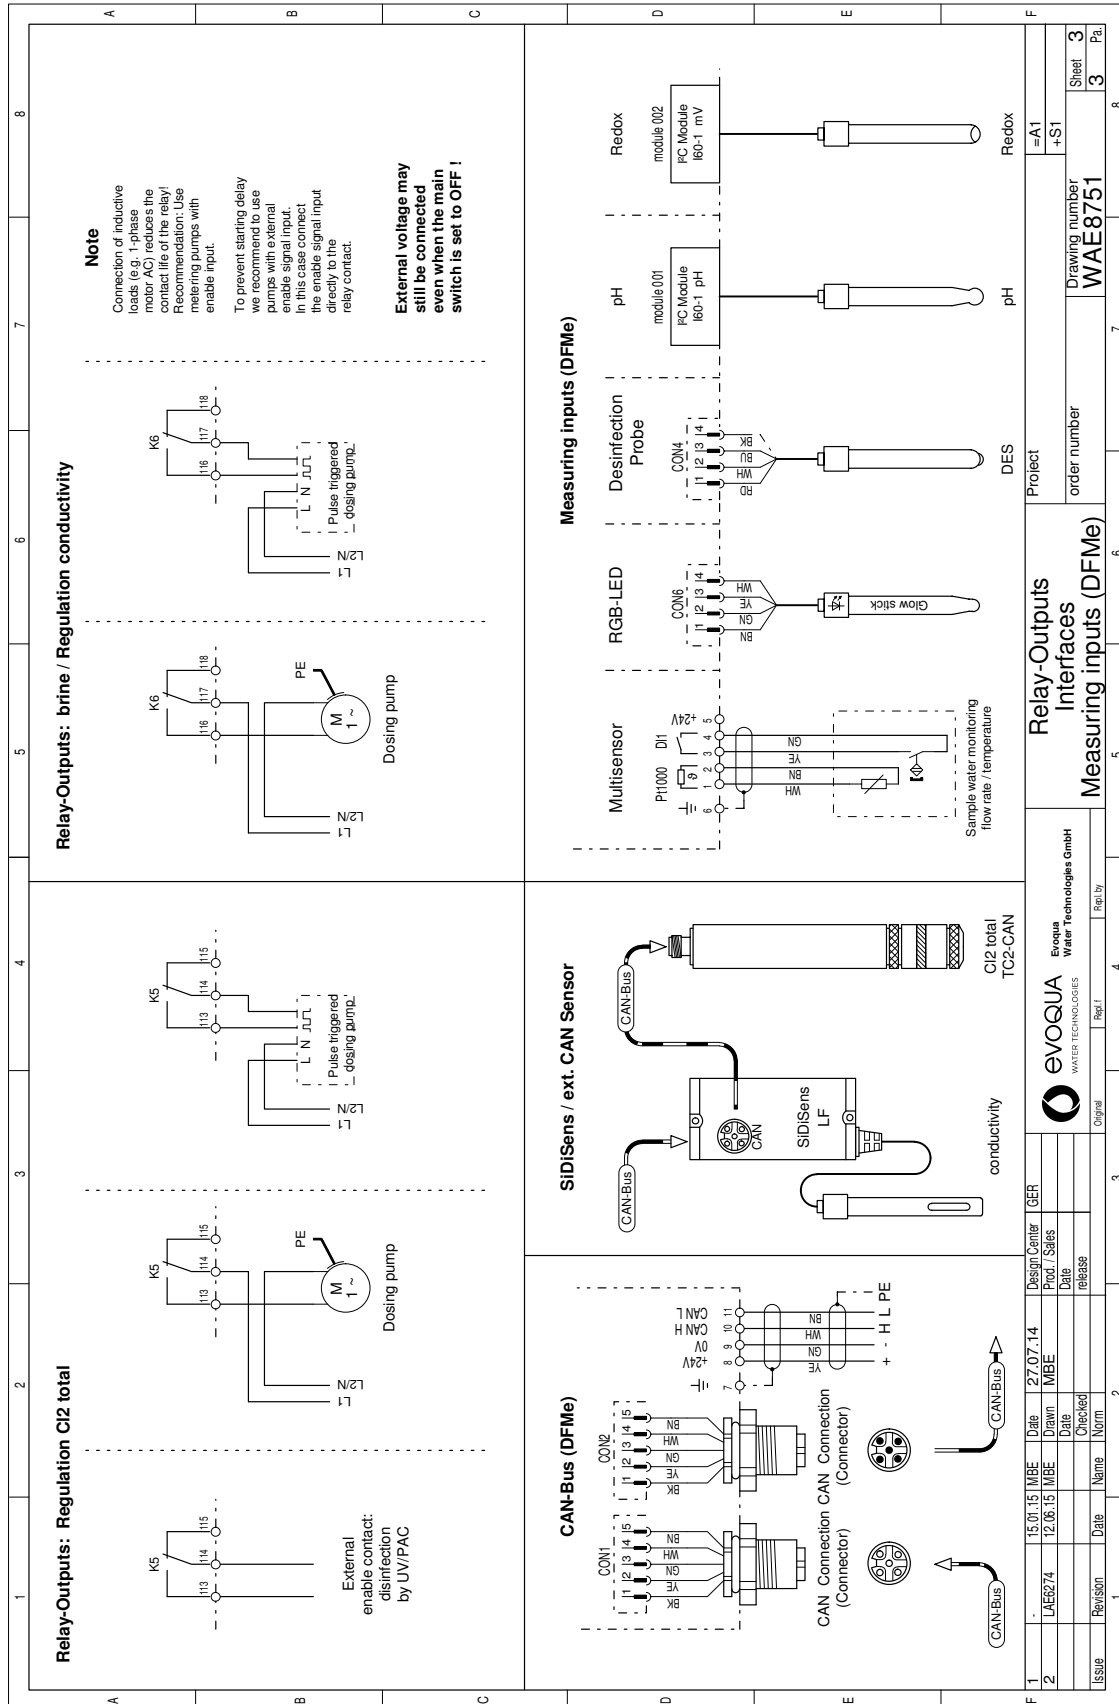 1 2 3 4 5 6 7 8
A
B
C
D
E
F
Relay-Outputs: Regulation Cl2 total
K5
113 114 115
External
enable contact:
disinfection
by UV/PAC
K5
113 114 115
L1
L2/N
M
1 ~
PE
Dosing pump
K5
113 114 115
L1
L2/N
L N
Pulse triggered
dosing pump
Relay-Outputs: brine / Regulation conductivity
K6
116 117 118
L1
L2/N
M
1 ~
PE
Dosing pump
K6
116 117 118
L1
L2/N
L N
Pulse triggered
dosing pump
Note
Connection of inductive
loads (e.g. 1-phase
motor AC) reduces the
contact life of the relay!
Recommendation: Use
metering pumps with
enable input.
To prevent starting delay
we recommend to use
pumps with external
enable signal input.
In this case connect
the enable signal input
directly to the
relay contact.
External voltage may
still be connected
even when the main
switch is set to OFF !
CAN-Bus (DFMe)
CON1
1 2 3 4 5
BK YE GN WH BN
CAN Connection
(Connector)
CAN-Bus
CON2
1 2 3 4 5
BK YE GN WH BN
CAN Connection
(Connector)
CAN-Bus
+24V 0V CAN H CAN L
7 8 9 10 11
YE GN WH BN
+ - H L PE
SiDiSens / ext. CAN Sensor
CAN-Bus
CAN
SiDiSens
LF
conductivity
CAN-Bus
Cl2 total
TC2-CAN
Measuring inputs (DFMe)
Multisensor
Pt1000
ϑ
DI1
+24V
6 1 2 3 4 5
WH BN YE GN
Sample water monitoring
flow rate / temperature
RGB-LED
CON6
1 2 3 4
BN GN YE WH
Glow stick
Desinfection
Probe
CON4
1 2 3 4
RD WH BU BK
DES
pH
module 001
I²C Module
I60-1 pH
pH
Redox
module 002
I²C Module
I60-1 mV
Redox
1 - 15.01.15 MBE
2 LAE6274 12.06.15 MBE
Issue Revision Date Name Norm
Date 27.07.14
Drawn MBE
Date
Checked
Design Center GER
Prod. / Sales
Date
release
Original Repl.f Repl.by
evoqua
WATER TECHNOLOGIES
Evoqua
Water Technologies GmbH
Relay-Outputs
Interfaces
Measuring inputs (DFMe)
Project
order number
=A1
+S1
Drawing number
WAE8751
Sheet 3
3 Pa.
1 2 3 4 5 6 7 8
A
B
C
D
E
F